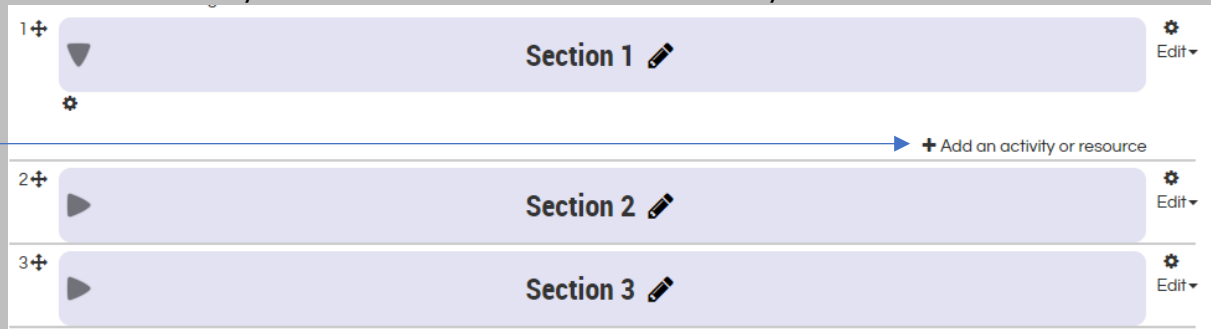 1
Section 1
Edit
Add an activity or resource
2
Section 2
Edit
3
Section 3
Edit